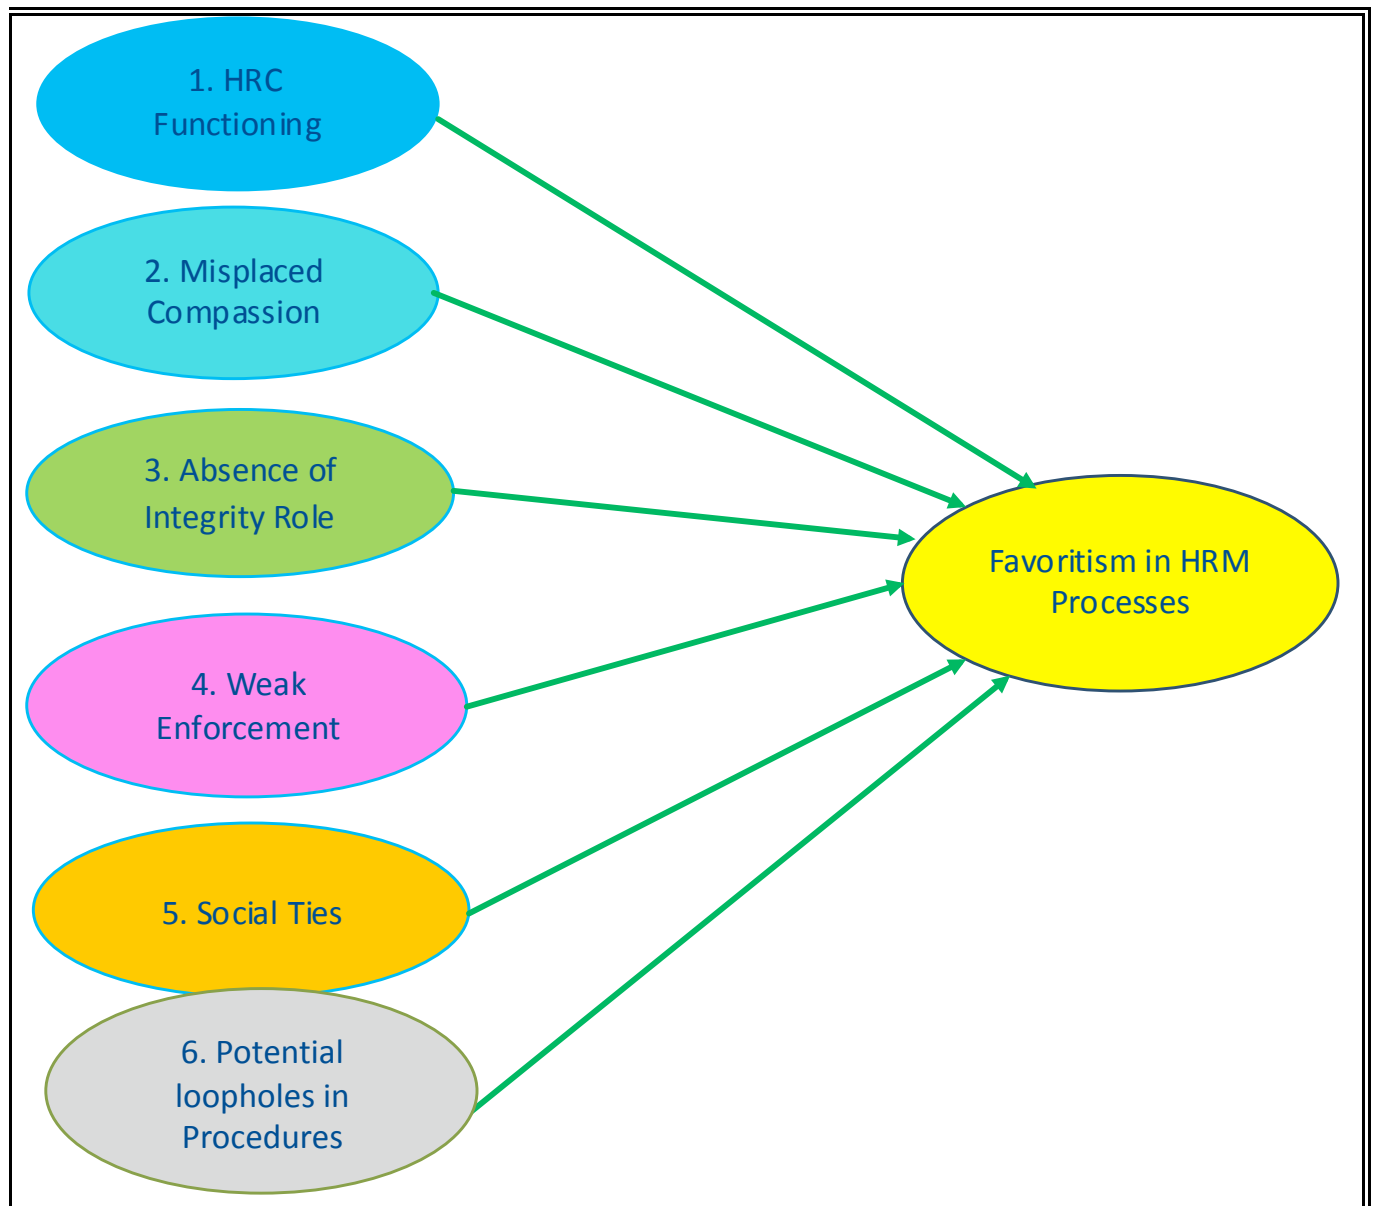 1. HRC
Functioning
2. Misplaced
Compassion
3. Absence of
Integrity Role
Favoritism in HRM
Processes
4. Weak
Enforcement
5. Social Ties
6. Potential
loopholes in
Procedures